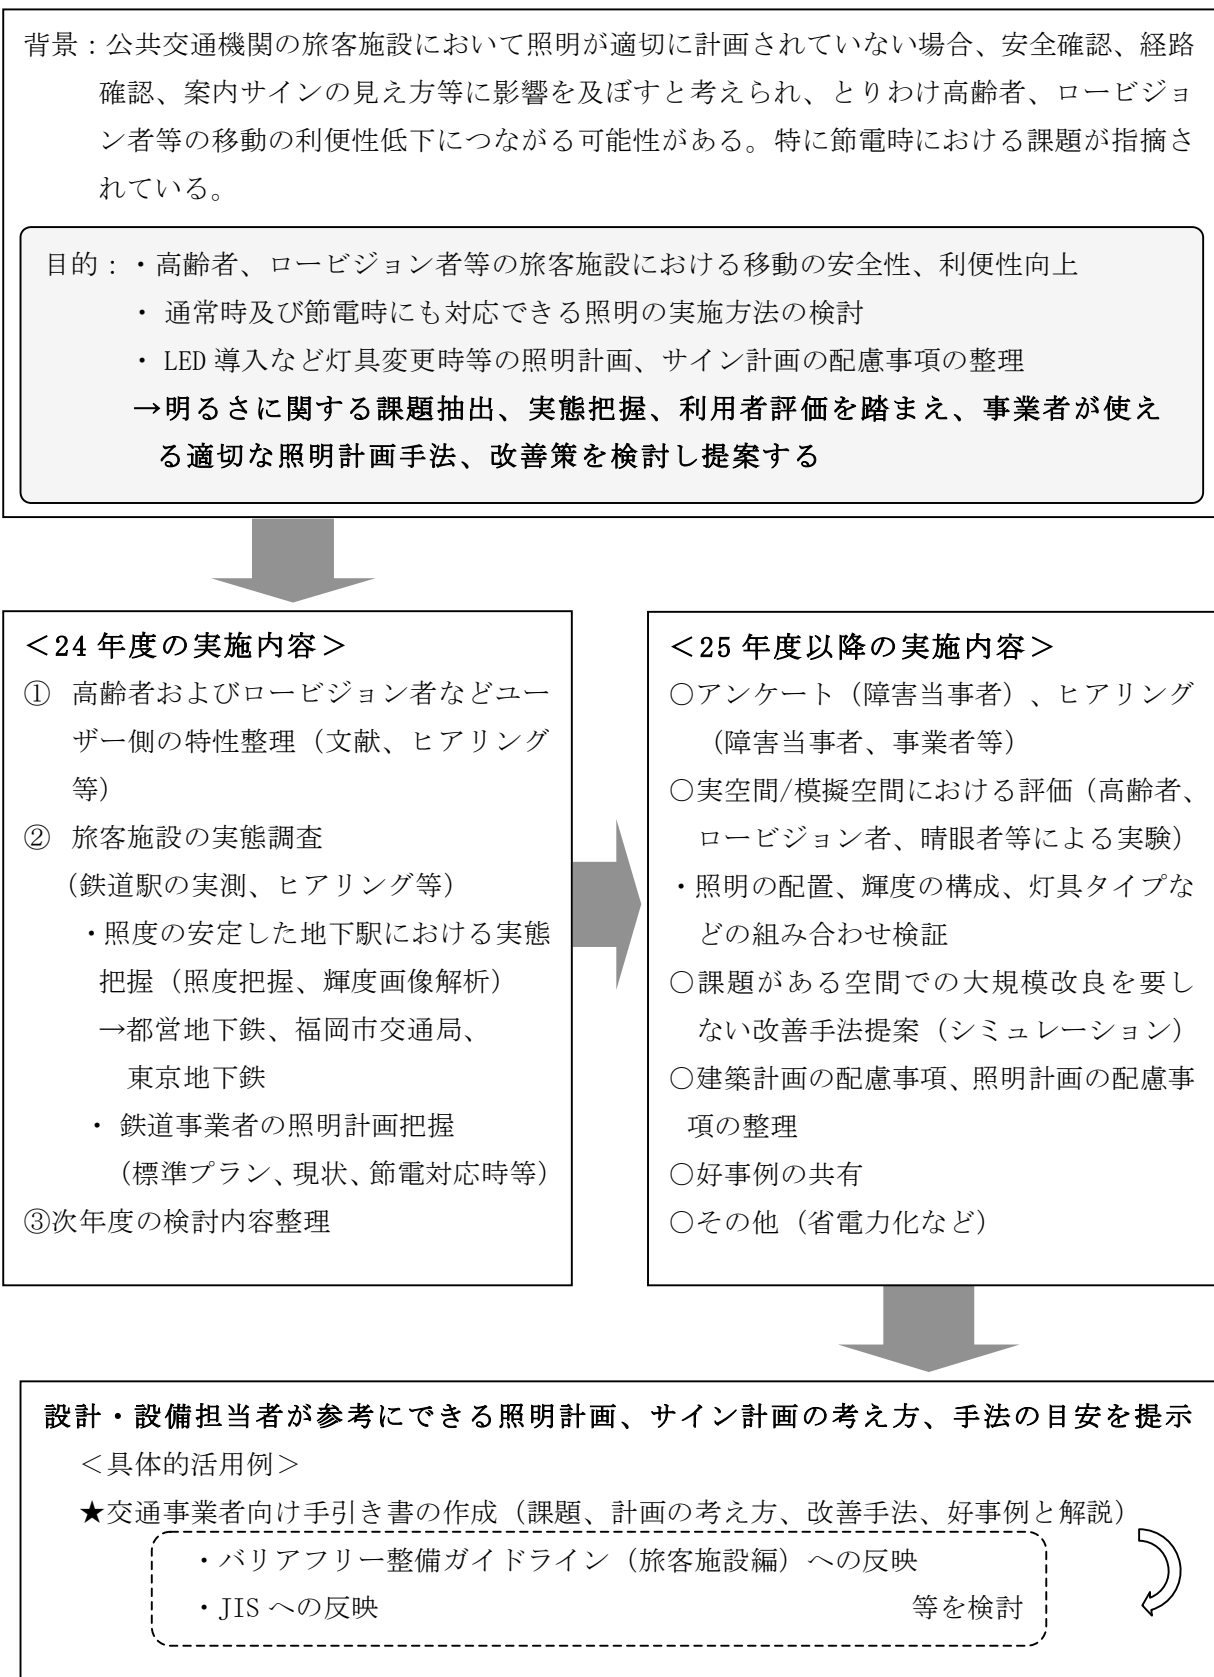 背景：公共交通機関の旅客施設において照明が適切に計画されていない場合、安全確認、経路
確認、案内サインの見え方等に影響を及ぼすと考えられ、とりわけ高齢者、ロービジョ
ン者等の移動の利便性低下につながる可能性がある。特に節電時における課題が指摘さ
れている。
目的：・高齢者、ロービジョン者等の旅客施設における移動の安全性、利便性向上
・ 通常時及び節電時にも対応できる照明の実施方法の検討
・ LED 導入など灯具変更時等の照明計画、サイン計画の配慮事項の整理
→明るさに関する課題抽出、実態把握、利用者評価を踏まえ、事業者が使え
る適切な照明計画手法、改善策を検討し提案する
＜24 年度の実施内容＞
① 高齢者およびロービジョン者などユー
ザー側の特性整理（文献、ヒアリング
等）
② 旅客施設の実態調査
（鉄道駅の実測、ヒアリング等）
・照度の安定した地下駅における実態
把握（照度把握、輝度画像解析）
→都営地下鉄、福岡市交通局、
東京地下鉄
・ 鉄道事業者の照明計画把握
（標準プラン、現状、節電対応時等）
③次年度の検討内容整理
＜25 年度以降の実施内容＞
○アンケート（障害当事者）、ヒアリング
（障害当事者、事業者等）
○実空間/模擬空間における評価（高齢者、
ロービジョン者、晴眼者等による実験）
・照明の配置、輝度の構成、灯具タイプな
どの組み合わせ検証
○課題がある空間での大規模改良を要し
ない改善手法提案（シミュレーション）
○建築計画の配慮事項、照明計画の配慮事
項の整理
○好事例の共有
○その他（省電力化など）
設計・設備担当者が参考にできる照明計画、サイン計画の考え方、手法の目安を提示
＜具体的活用例＞
★交通事業者向け手引き書の作成（課題、計画の考え方、改善手法、好事例と解説）
・バリアフリー整備ガイドライン（旅客施設編）への反映
・JIS への反映 等を検討